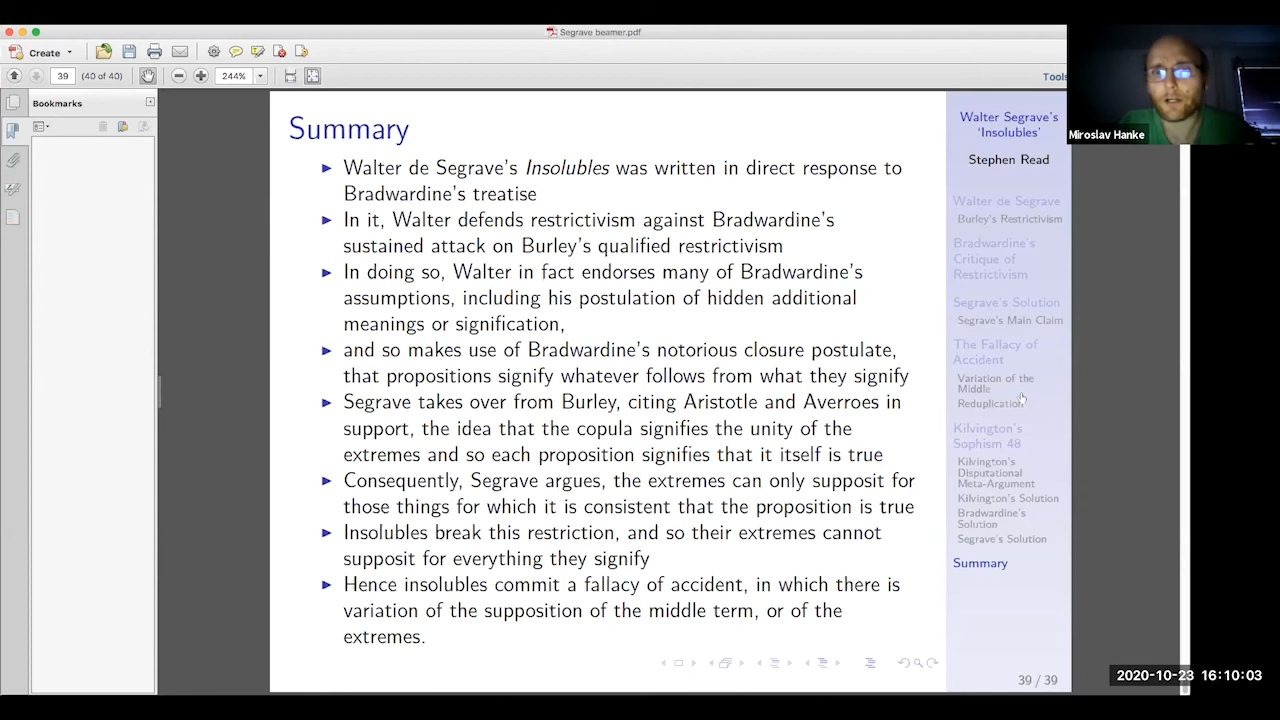 Segrave beamer.pdf
Create
39 (40 of 40) 244% Tools
Bookmarks
Miroslav Hanke
Summary
Walter de Segrave's Insolubles was written in direct response to
Bradwardine's treatise
In it, Walter defends restrictivism against Bradwardine's
sustained attack on Burley's qualified restrictivism
In doing so, Walter in fact endorses many of Bradwardine's
assumptions, including his postulation of hidden additional
meanings or signification,
and so makes use of Bradwardine's notorious closure postulate,
that propositions signify whatever follows from what they signify
Segrave takes over from Burley, citing Aristotle and Averroes in
support, the idea that the copula signifies the unity of the
extremes and so each proposition signifies that it itself is true
Consequently, Segrave argues, the extremes can only supposit for
those things for which it is consistent that the proposition is true
Insolubles break this restriction, and so their extremes cannot
supposit for everything they signify
Hence insolubles commit a fallacy of accident, in which there is
variation of the supposition of the middle term, or of the
extremes.
Walter Segrave's
'Insolubles'
Stephen Read
Walter de Segrave
Burley's Restrictivism
Bradwardine's
Critique of
Restrictivism
Segrave's Solution
Segrave's Main Claim
The Fallacy of
Accident
Variation of the
Middle
Reduplication
Kilvington's
Sophism 48
Kilvington's
Disputational
Meta-Argument
Kilvington's Solution
Bradwardine's
Solution
Segrave's Solution
Summary
39 / 39
2020-10-23 16:10:03